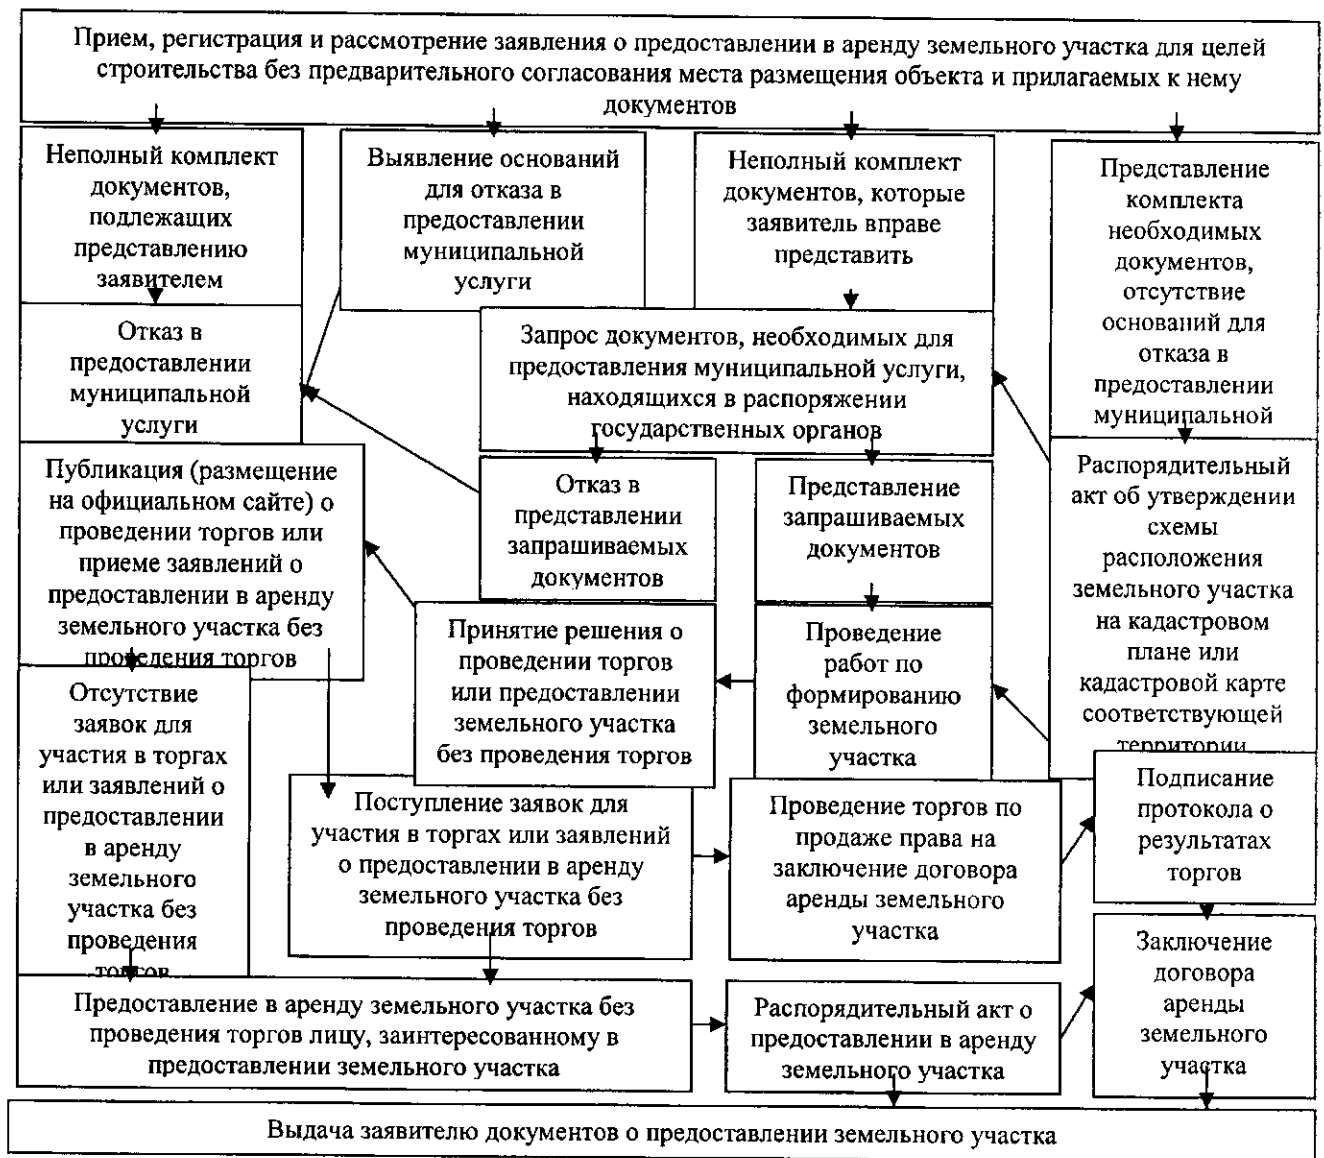 Прием, регистрация и рассмотрение заявления о предоставлении в аренду земельного участка для целей
строительства без предварительного согласования места размещения объекта и прилагаемых к нему
документов
Неполный комплект
документов,
подлежащих
представлению
заявителем
Выявление оснований
для отказа в
предоставлении
муниципальной
услуги
Неполный комплект
документов, которые
заявитель вправе
представить
Представление
комплекта
необходимых
документов,
отсутствие
оснований для
отказа в
предоставлении
муниципальной
Отказ в
предоставлении
муниципальной
услуги
Запрос документов, необходимых для
предоставления муниципальной услуги,
находящихся в распоряжении
государственных органов
Публикация (размещение
на официальном сайте) о
проведении торгов или
приеме заявлений о
предоставлении в аренду
земельного участка без
проведения торгов
Отказ в
представлении
запрашиваемых
документов
Представление
запрашиваемых
документов
Распорядительный
акт об утверждении
схемы
расположения
земельного участка
на кадастровом
плане или
кадастровой карте
соответствующей
территории
Принятие решения о
проведении торгов
или предоставлении
земельного участка
без проведения торгов
Проведение
работ по
формированию
земельного
участка
Отсутствие
заявок для
участия в торгах
или заявлений о
предоставлении
в аренду
земельного
участка без
проведения
торгов
Поступление заявок для
участия в торгах или заявлений
о предоставлении в аренду
земельного участка без
проведения торгов
Проведение торгов по
продаже права на
заключение договора
аренды земельного
участка
Подписание
протокола о
результатах
торгов
Заключение
договора
аренды
земельного
участка
Предоставление в аренду земельного участка без
проведения торгов лицу, заинтересованному в
предоставлении земельного участка
Распорядительный акт о
предоставлении в аренду
земельного участка
Выдача заявителю документов о предоставлении земельного участка